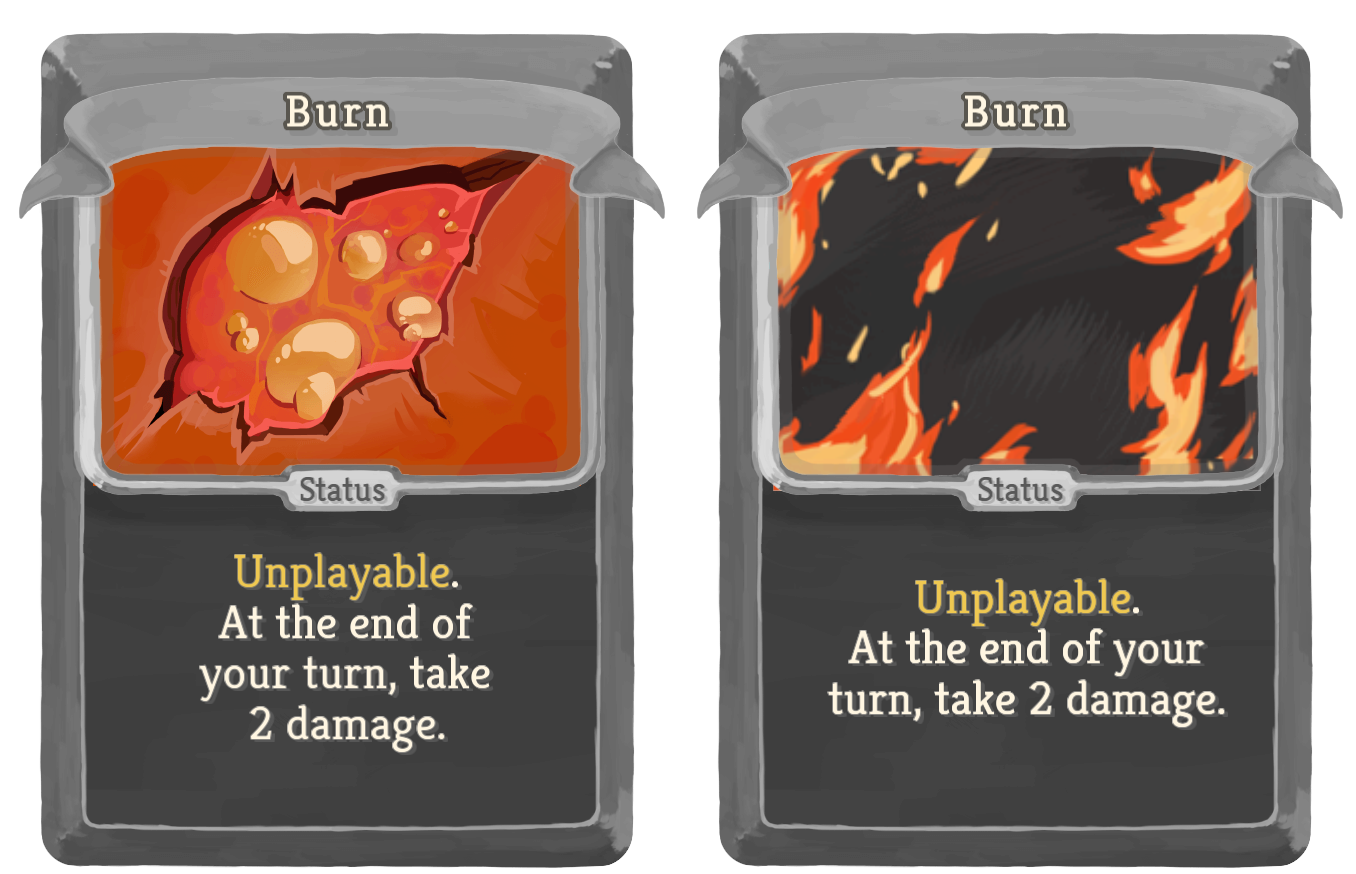 Burn
Status
Unplayable.
At the end of
your turn, take
2 damage.
Burn
Status
Unplayable.
At the end of your
turn, take 2 damage.